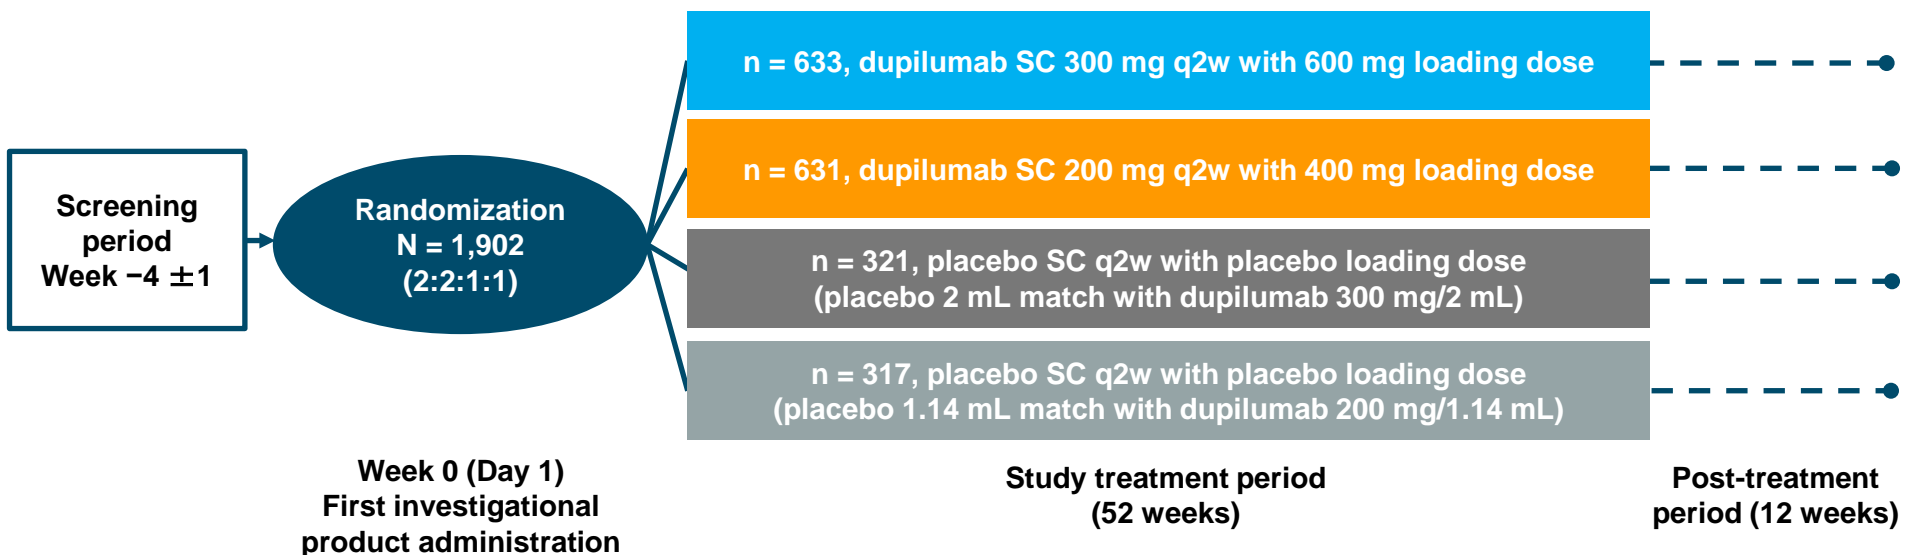 Screening
period
Week −4 ±1
Randomization
N = 1,902
(2:2:1:1)
n = 633, dupilumab SC 300 mg q2w with 600 mg loading dose
n = 631, dupilumab SC 200 mg q2w with 400 mg loading dose
n = 321, placebo SC q2w with placebo loading dose
(placebo 2 mL match with dupilumab 300 mg/2 mL)
n = 317, placebo SC q2w with placebo loading dose
(placebo 1.14 mL match with dupilumab 200 mg/1.14 mL)
Week 0 (Day 1)
First investigational
product administration
Study treatment period
(52 weeks)
Post-treatment
period (12 weeks)